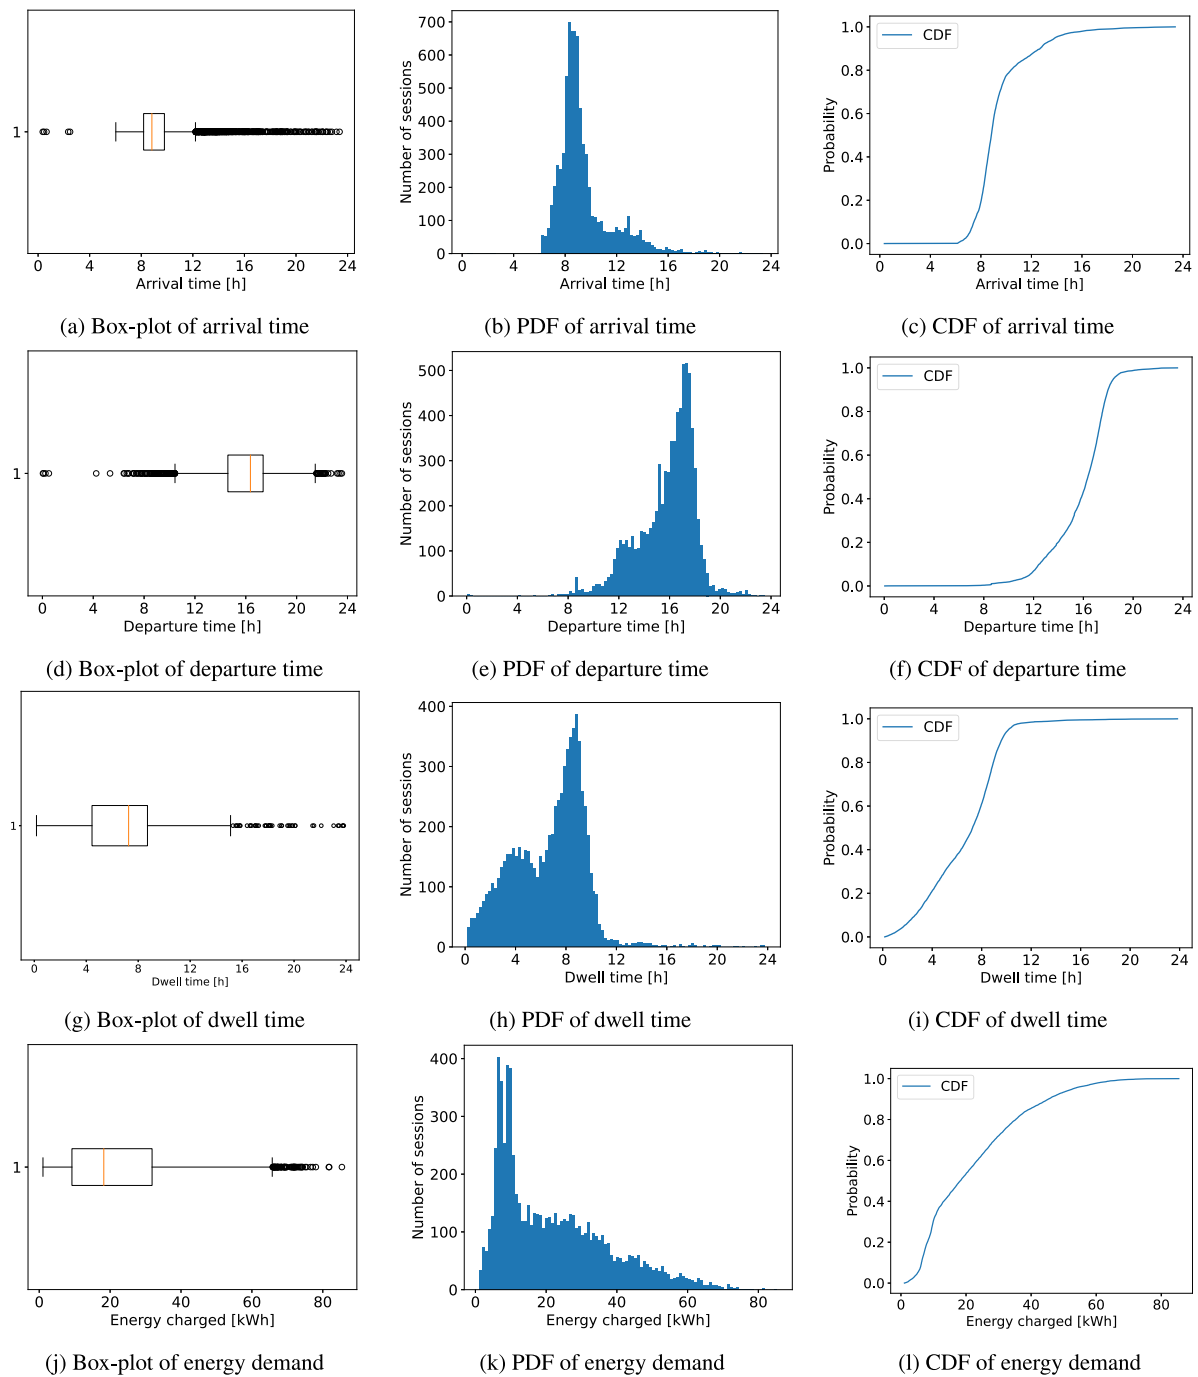 1
0 4 8 12 16 20 24
Arrival time [h]
(a) Box-plot of arrival time
700
600
500
400
300
200
100
0
Number of sessions
0 4 8 12 16 20 24
Arrival time [h]
(b) PDF of arrival time
CDF
1.0
0.8
0.6
0.4
0.2
0.0
Probability
0 4 8 12 16 20 24
Arrival time [h]
(c) CDF of arrival time
1
0 4 8 12 16 20 24
Departure time [h]
(d) Box-plot of departure time
500
400
300
200
100
0
Number of sessions
0 4 8 12 16 20 24
Departure time [h]
(e) PDF of departure time
CDF
1.0
0.8
0.6
0.4
0.2
0.0
Probability
0 4 8 12 16 20 24
Departure time [h]
(f) CDF of departure time
1
0 4 8 12 16 20 24
Dwell time [h]
(g) Box-plot of dwell time
400
300
200
100
0
Number of sessions
0 4 8 12 16 20 24
Dwell time [h]
(h) PDF of dwell time
CDF
1.0
0.8
0.6
0.4
0.2
0.0
Probability
0 4 8 12 16 20 24
Dwell time [h]
(i) CDF of dwell time
1
0 20 40 60 80
Energy charged [kWh]
(j) Box-plot of energy demand
400
300
200
100
0
Number of sessions
0 20 40 60 80
Energy charged [kWh]
(k) PDF of energy demand
CDF
1.0
0.8
0.6
0.4
0.2
0.0
Probability
0 20 40 60 80
Energy charged [kWh]
(l) CDF of energy demand